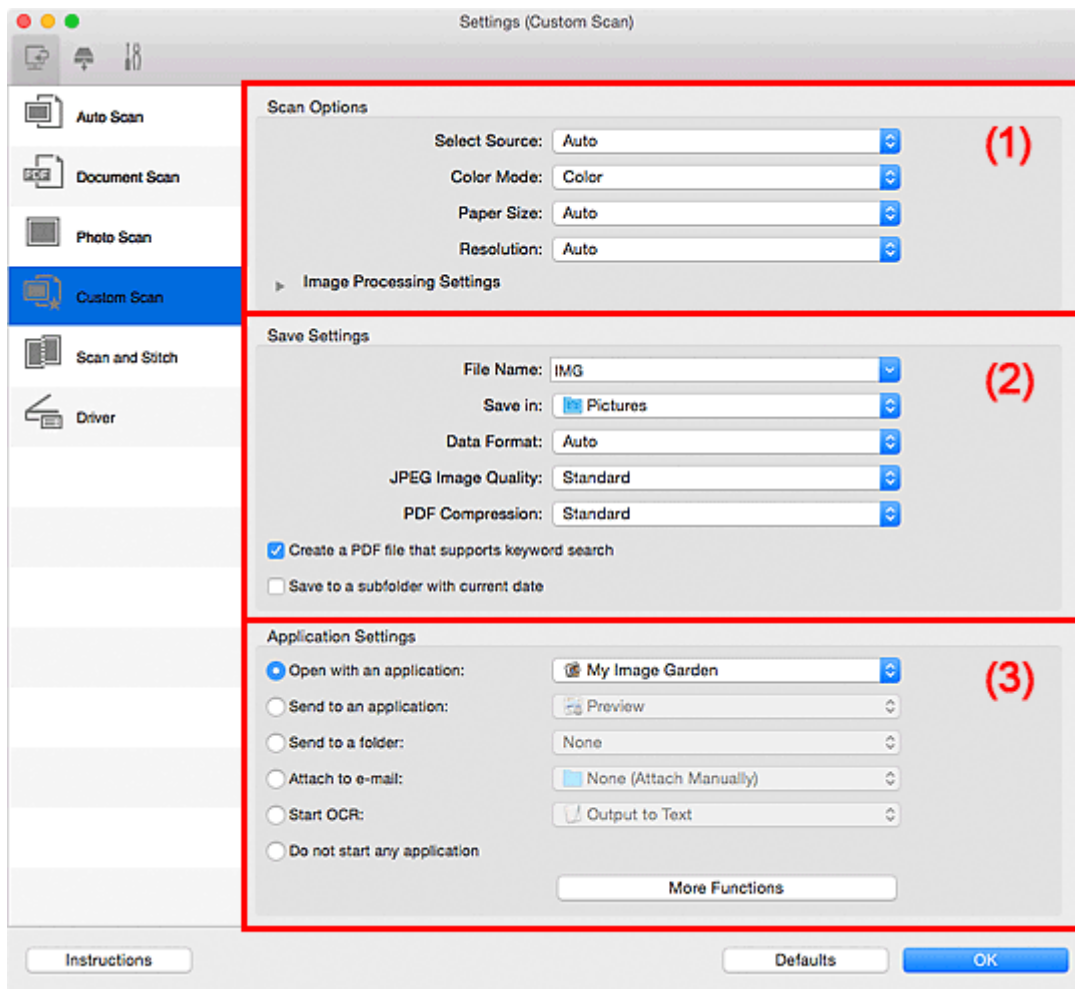 Settings (Custom Scan)
Auto Scan
PDF
Document Scan
Photo Scan
Custom Scan
Scan and Stitch
Driver
Scan Options
(1)
Select Source: Auto
Color Mode: Color
Paper Size: Auto
Resolution: Auto
Image Processing Settings
Save Settings
(2)
File Name: IMG
Save in: Pictures
Data Format: Auto
JPEG Image Quality: Standard
PDF Compression: Standard
Create a PDF file that supports keyword search
Save to a subfolder with current date
Application Settings
(3)
Open with an application: My Image Garden
Send to an application: Preview
Send to a folder: None
Attach to e-mail: None (Attach Manually)
Start OCR: Output to Text
Do not start any application
More Functions
Instructions Defaults OK